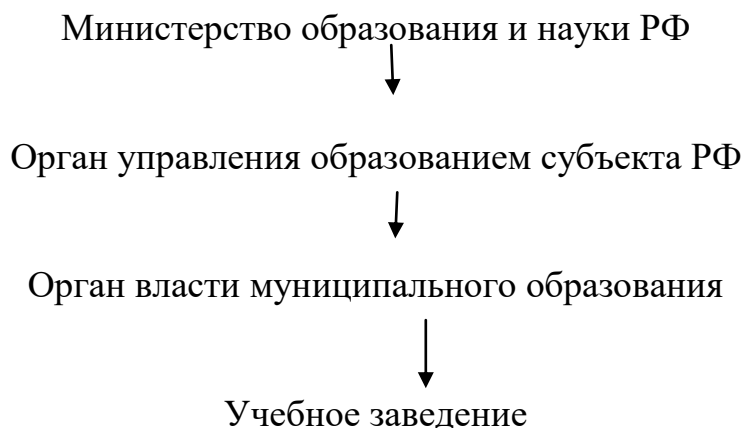 Министерство образования и науки РФ
Орган управления образованием субъекта РФ
Орган власти муниципального образования
Учебное заведение